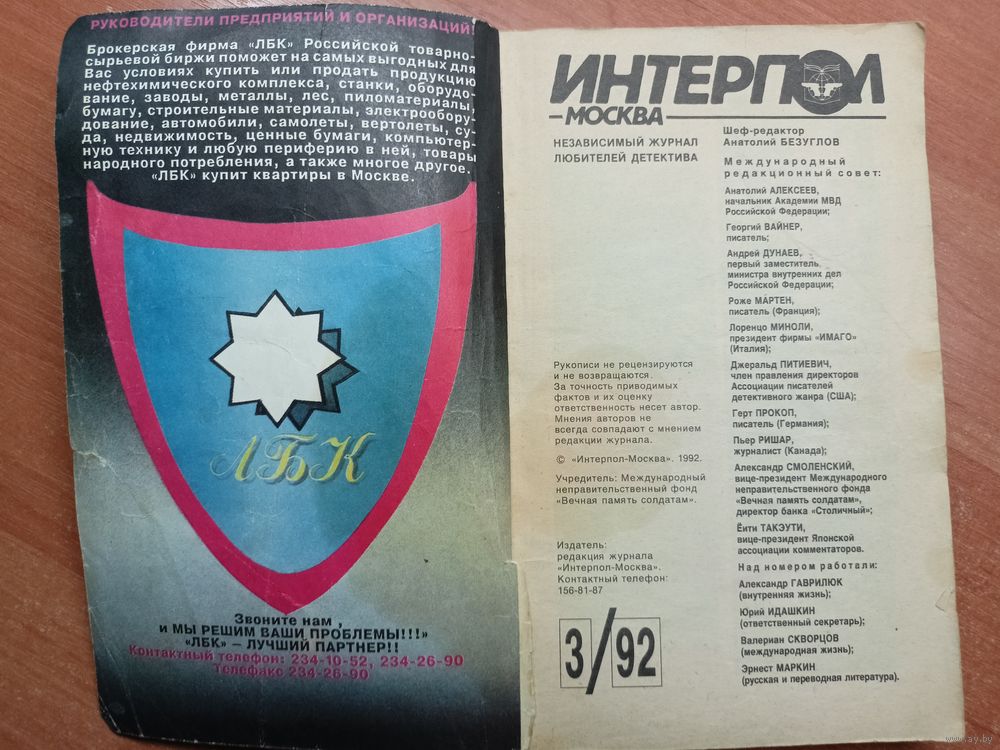 РУКОВОДИТЕЛИ ПРЕДПРИЯТИЙ И ОРГАНИЗАЦИЙ!
Брокерская фирма «ЛБК» Российской товарно-
сырьевой биржи поможет на самых выгодных для
Вас условиях купить или продать продукцию
нефтехимического комплекса, станки, оборудо-
вание, заводы, металлы, лес, пиломатериалы,
бумагу, строительные материалы, электрообору-
дование, автомобили, самолеты, вертолеты, су-
да, недвижимость, ценные бумаги, компьютер-
ную технику и любую периферию в ней, товары
народного потребления, а также многое другое.
«ЛБК» купит квартиры в Москве.
ЛБК
Звоните нам ,
и МЫ РЕШИМ ВАШИ ПРОБЛЕМЫ!!!»
«ЛБК» – ЛУЧШИЙ ПАРТНЕР!!
Контактный телефон: 234-10-52, 234-26-90
Телефакс 234-26-90
ИНТЕРПОЛ
–МОСКВА–
НЕЗАВИСИМЫЙ ЖУРНАЛ
ЛЮБИТЕЛЕЙ ДЕТЕКТИВА
Рукописи не рецензируются
и не возвращаются.
За точность приводимых
фактов и их оценку
ответственность несет автор.
Мнения авторов не
всегда совпадают с мнением
редакции журнала.
© «Интерпол-Москва». 1992.
Учредитель: Международный
неправительственный фонд
«Вечная память солдатам».
Издатель:
редакция журнала
«Интерпол-Москва».
Контактный телефон:
156-81-87
3/92
Шеф-редактор
Анатолий БЕЗУГЛОВ
Международный
редакционный совет:
Анатолий АЛЕКСЕЕВ,
начальник Академии МВД
Российской Федерации;
Георгий ВАЙНЕР,
писатель;
Андрей ДУНАЕВ,
первый заместитель
министра внутренних дел
Российской Федерации;
Роже МАРТЕН,
писатель (Франция);
Лоренцо МИНОЛИ,
президент фирмы «ИМАГО»
(Италия);
Джеральд ПИТИЕВИЧ,
член правления директоров
Ассоциации писателей
детективного жанра (США);
Герт ПРОКОП,
писатель (Германия);
Пьер РИШАР,
журналист (Канада);
Александр СМОЛЕНСКИЙ,
вице-президент Международного
неправительственного фонда
«Вечная память солдатам»,
директор банка «Столичный»;
Ёити ТАКЭУТИ,
вице-президент Японской
ассоциации комментаторов.
Над номером работали:
Александр ГАВРИЛЮК
(внутренняя жизнь);
Юрий ИДАШКИН
(ответственный секретарь);
Валериан СКВОРЦОВ
(международная жизнь);
Эрнест МАРКИН
(русская и переводная литература).
www.ay.by